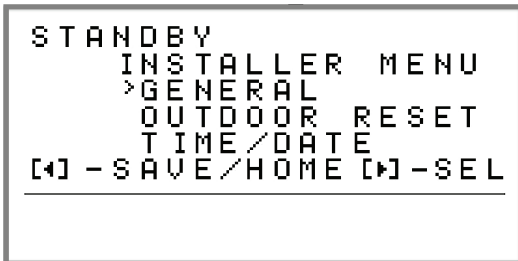 STANDBY
INSTALLER MENU
>GENERAL
OUTDOOR RESET
TIME/DATE
[◂]-SAVE/HOME [▸]-SEL